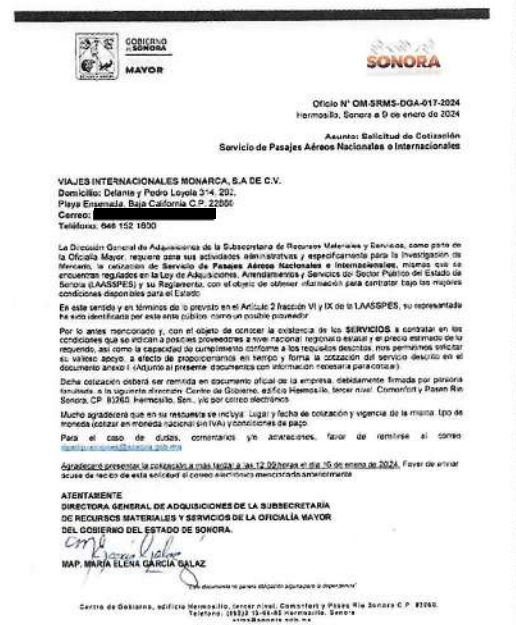 GOBIERNO
DE SONORA
MAYOR
SONORA
Oficio N° OM-SRMS-DGA-017-2024
Hermosillo, Sonora a 9 de enero de 2024
Asunto: Solicitud de Cotización
Servicio de Pasajes Aéreos Nacionales e Internacionales
VIAJES INTERNACIONALES MONARCA, S.A DE C.V.
Domicilio: Delante y Pedro Loyola 314, 202,
Playa Ensenada, Baja California C.P. 22880
Correo:
Teléfono: 646 152 1600
La Dirección General de Adquisiciones de la Subsecretaría de Recursos Materiales y Servicios, como parte de
la Oficialía Mayor, requiere para sus actividades administrativas y específicamente para la Investigación de
Mercado, la cotización de Servicio de Pasajes Aéreos Nacionales e Internacionales, mismos que se
encuentran regulados en la Ley de Adquisiciones, Arrendamientos y Servicios del Sector Público del Estado de
Sonora (LAASSPES) y su Reglamento, con el objeto de obtener información para contratar bajo las mejores
condiciones disponibles para el Estado.
En este sentido y en términos de lo previsto en el Artículo 2 fracción VI y IX de la LAASSPES, su representada
ha sido identificada por este ente público, como un posible proveedor.
Por lo antes mencionado y, con el objeto de conocer la existencia de los SERVICIOS a contratar en los
condiciones que se indican a posibles proveedores a nivel nacional, regional o estatal y el precio estimado de lo
requerido, así como la capacidad de cumplimiento conforme a los requisitos descritos, nos permitimos solicitar
su valioso apoyo, a efecto de proporcionarnos en tiempo y forma la cotización del servicio descrito en el
documento anexo I. (Adjunto al presente documentos con información necesaria para cotizar).
Dicha cotización deberá ser remitida en documento oficial de la empresa, debidamente firmada por persona
facultada, a la siguiente dirección: Centro de Gobierno, edificio Hermosillo, tercer nivel, Comonfort y Paseo Río
Sonora, CP. 83260. Hermosillo, Son., y/o por correo electrónico.
Mucho agradeceré que en su respuesta se incluya: Lugar y fecha de cotización y vigencia de la misma, tipo de
moneda (cotizar en moneda nacional sin IVA) y condiciones de pago.
Para el caso de dudas, comentarios y/o aclaraciones, favor de remitirse al correo
Agradeceré presentar la cotización a más tardar a las 12:00 horas el día 16 de enero de 2024. Favor de enviar
acuse de recibo de esta solicitud al correo electrónico mencionado anteriormente.
ATENTAMENTE
DIRECTORA GENERAL DE ADQUISICIONES DE LA SUBSECRETARÍA
DE RECURSOS MATERIALES Y SERVICIOS DE LA OFICIALÍA MAYOR
DEL GOBIERNO DEL ESTADO DE SONORA.
MAP. MARÍA ELENA GARCÍA GALAZ
"Este documento no genera obligación alguna para la dependencia"
Centro de Gobierno, edificio Hermosillo, tercer nivel, Comonfort y Paseo Río Sonora C.P. 83260.
Hermosillo, Sonora